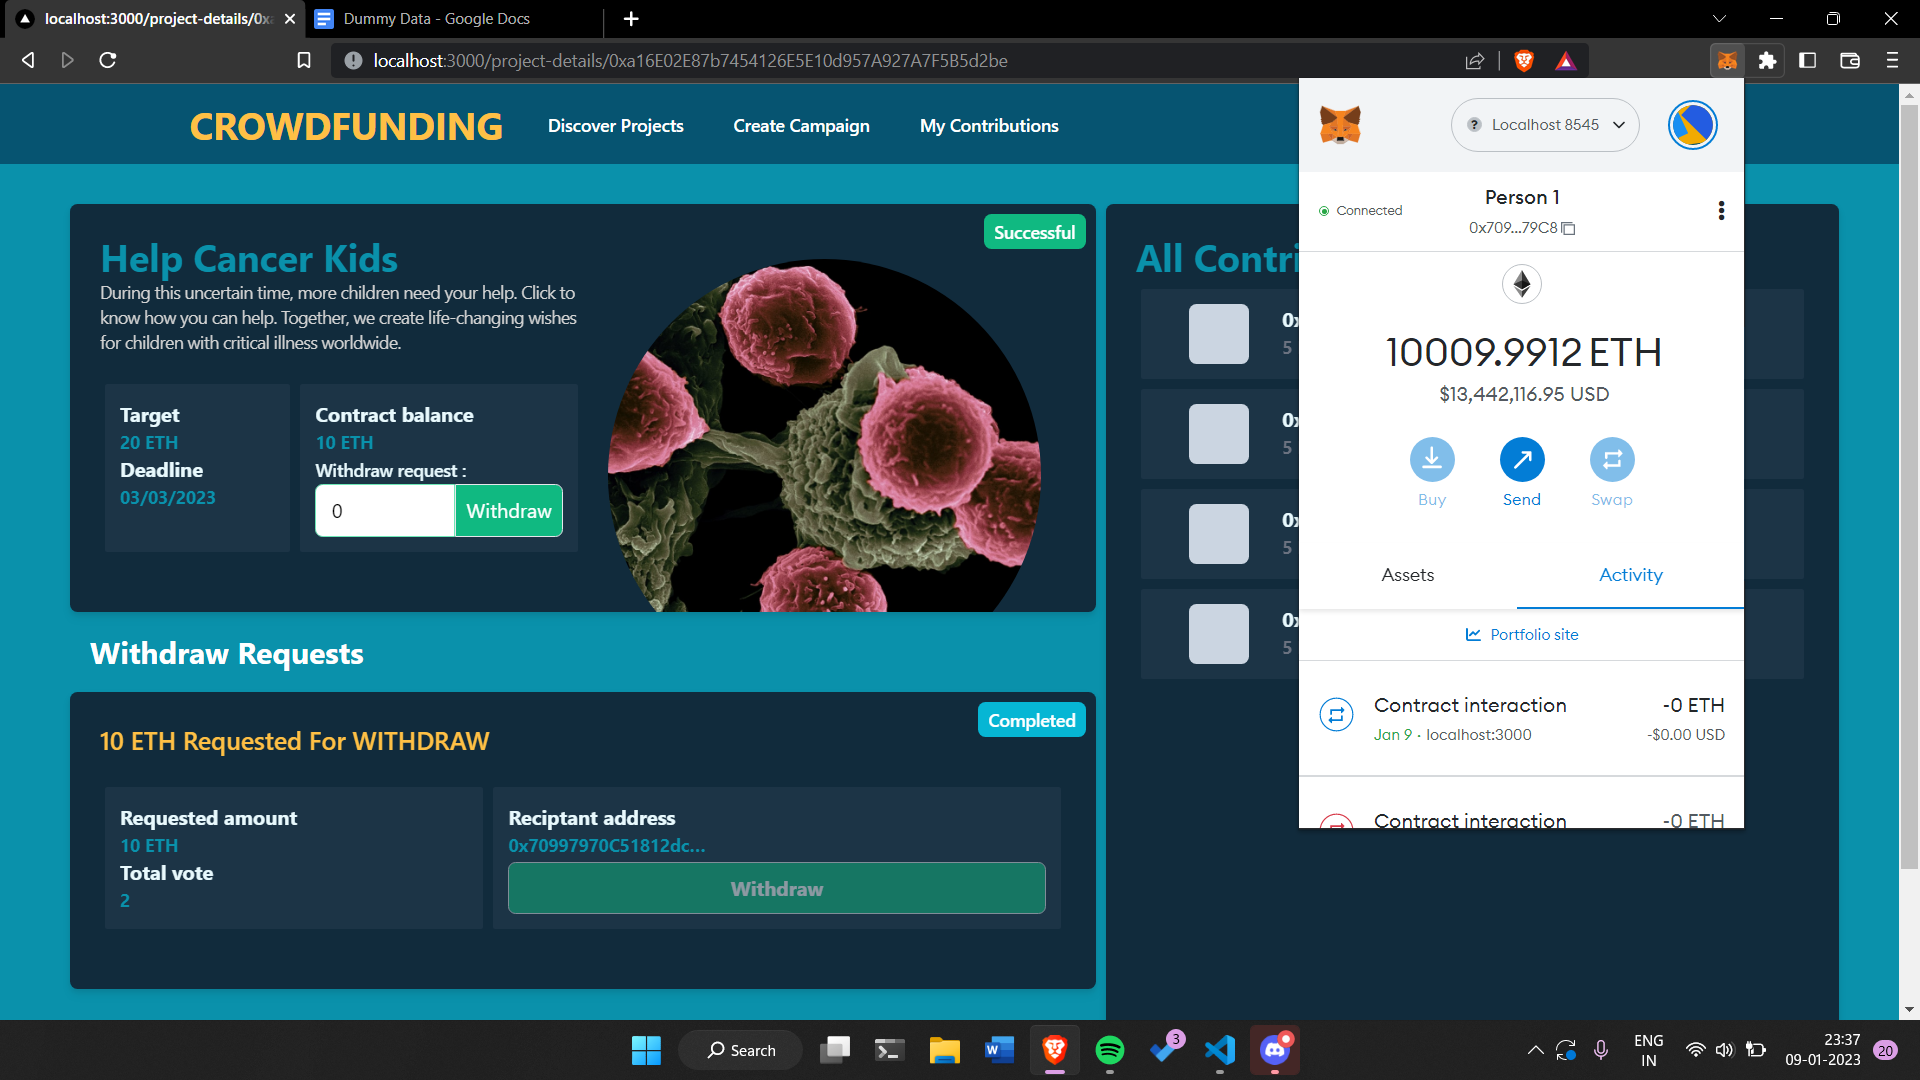 localhost:3000/project-details/0xa
Dummy Data - Google Docs
localhost:3000/project-details/0xa16E02E87b7454126E5E10d957A927A7F5B5d2be
CROWDFUNDING
Discover Projects
Create Campaign
My Contributions
Successful
Help Cancer Kids
During this uncertain time, more children need your help. Click to
know how you can help. Together, we create life-changing wishes
for children with critical illness worldwide.
Target
20 ETH
Deadline
03/03/2023
Contract balance
10 ETH
Withdraw request :
0
Withdraw
Withdraw Requests
Completed
10 ETH Requested For WITHDRAW
Requested amount
10 ETH
Total vote
2
Reciptant address
0x70997970C51812dc...
Withdraw
All Contri
0x
5
0x
5
0x
5
0x
5
? Localhost 8545
Connected
Person 1
0x709...79C8
10009.9912 ETH
$13,442,116.95 USD
Buy
Send
Swap
Assets
Activity
Portfolio site
Contract interaction
-0 ETH
Jan 9 · localhost:3000
-$0.00 USD
Contract interaction
-0 ETH
Search
W
3
ENG
IN
23:37
09-01-2023
20